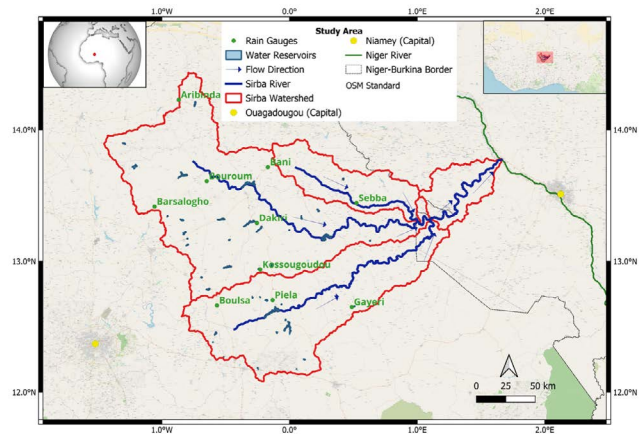 1.0°W 0.0° 1.0°E 2.0°E
Study Area
Rain Gauges
Water Reservoirs
Flow Direction
Sirba River
Sirba Watershed
Ouagadougou (Capital)
Niamey (Capital)
Niger River
Niger-Burkina Border
OSM Standard
14.0°N
13.0°N
12.0°N
14.0°N
13.0°N
12.0°N
Aribinda
Bani
Bouroum
Sebba
Barsalogho
Dakiri
Kossougoudou
Boulsa
Piela
Gayeri
0 25 50 km
1.0°W 0.0° 1.0°E 2.0°E